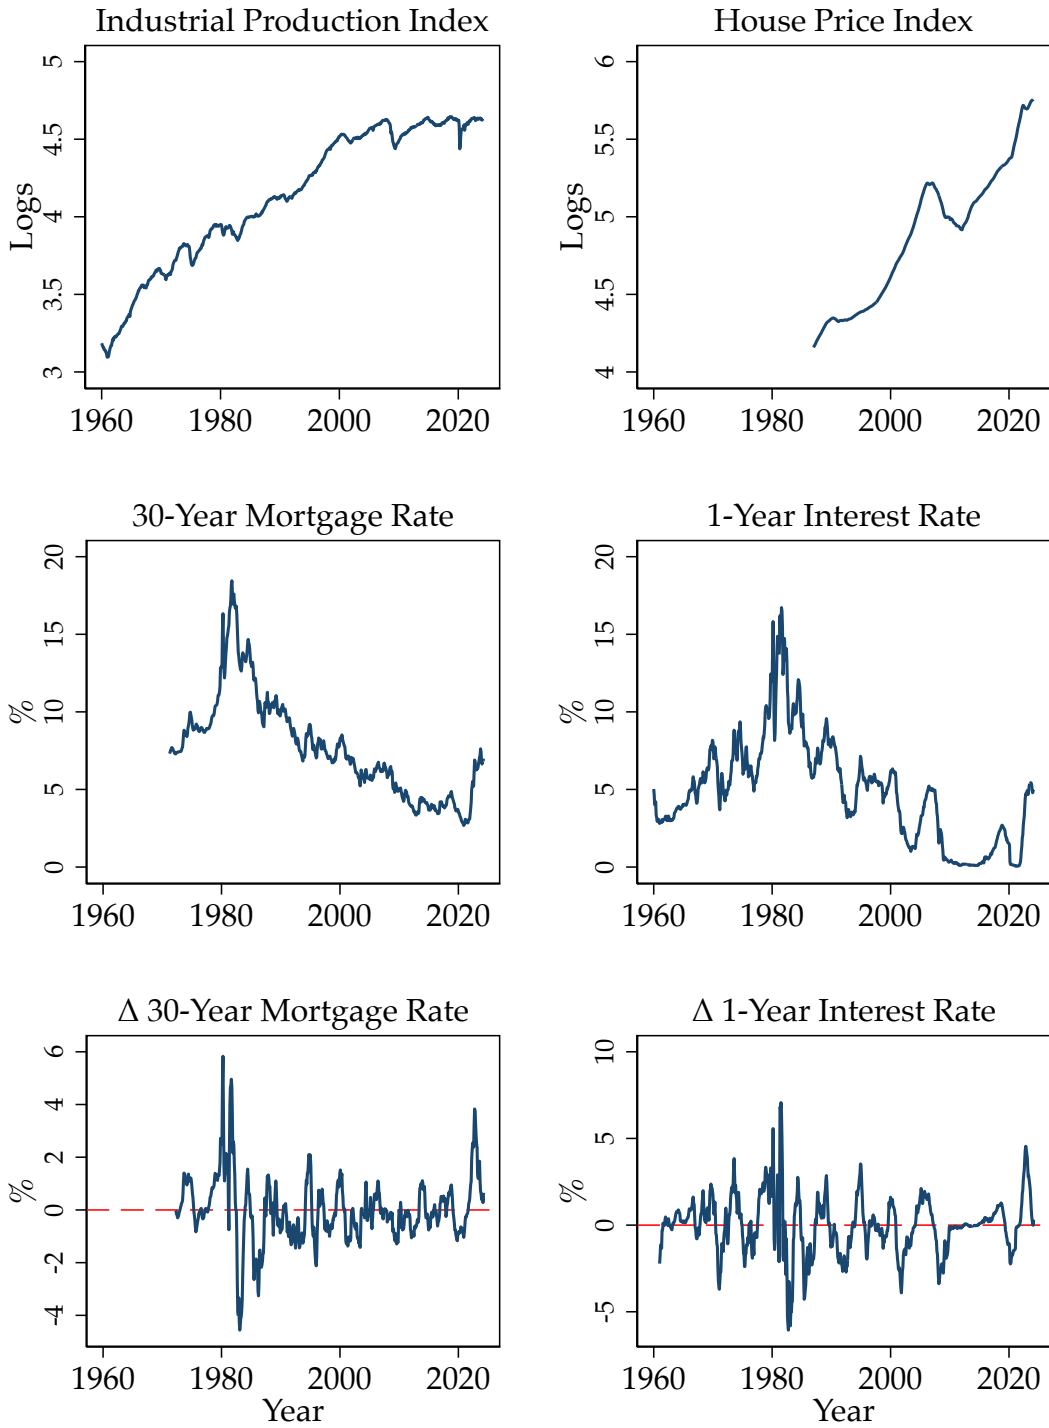 Industrial Production Index
House Price Index
Logs
5
4.5
4
3.5
3
1960 1980 2000 2020
Logs
6
5.5
5
4.5
4
1960 1980 2000 2020
30-Year Mortgage Rate
1-Year Interest Rate
%
20
15
10
5
0
1960 1980 2000 2020
%
20
15
10
5
0
1960 1980 2000 2020
Δ 30-Year Mortgage Rate
Δ 1-Year Interest Rate
%
6
4
2
0
-2
-4
1960 1980 2000 2020
Year
%
10
5
0
-5
1960 1980 2000 2020
Year